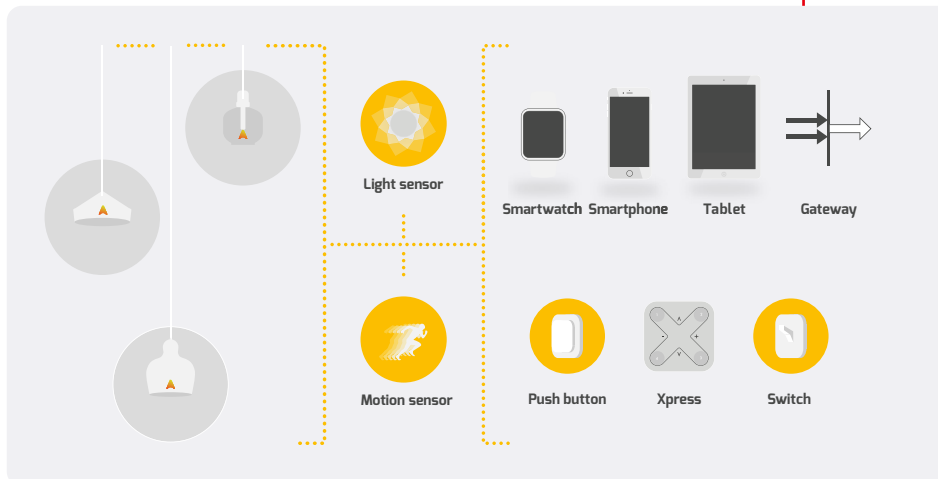 Light sensor
Smartwatch Smartphone Tablet Gateway
Motion sensor
Push button Xpress Switch